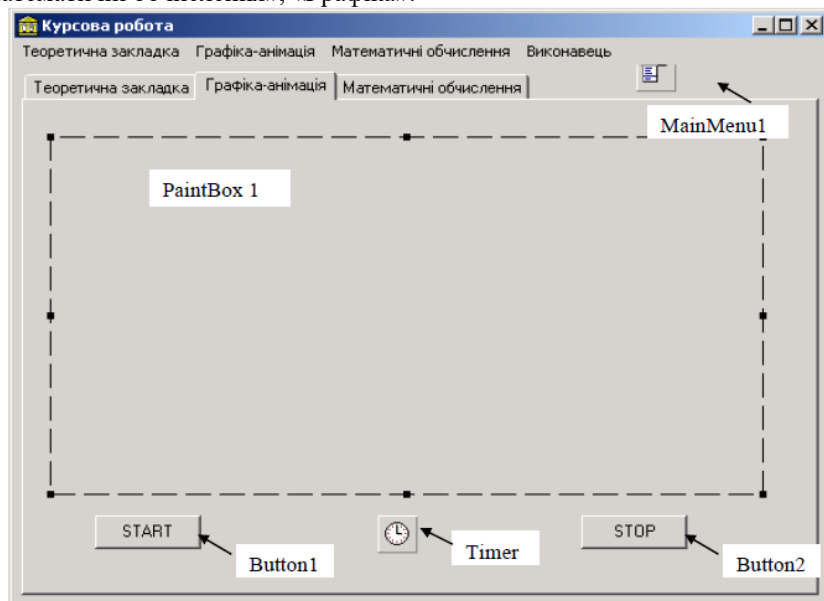 Курсова робота
Теоретична закладка Графіка-анімація Математичні обчислення Виконавець
Теоретична закладка Графіка-анімація Математичні обчислення
MainMenu1
PaintBox 1
START
STOP
Timer
Button1
Button2